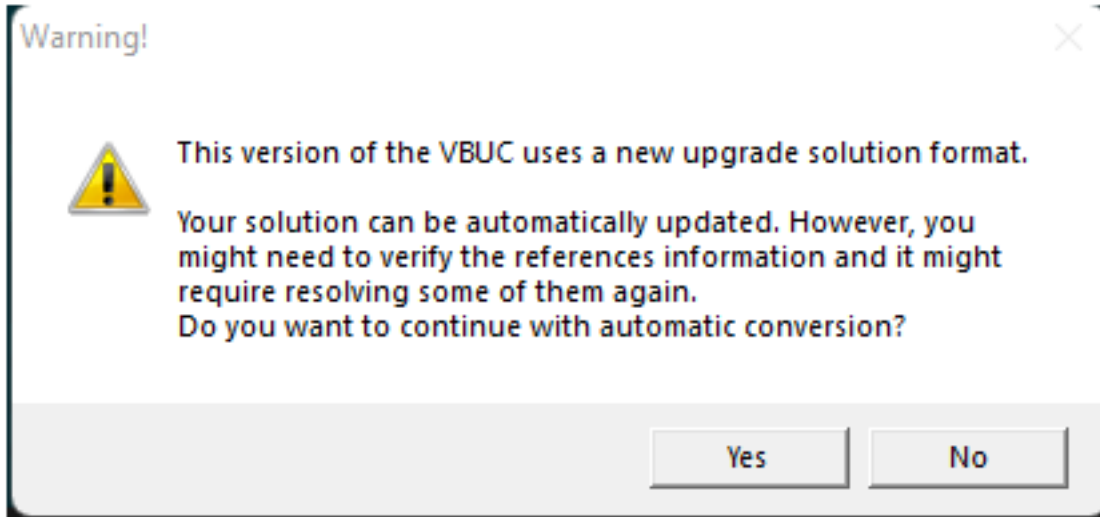 Warning!
This version of the VBUC uses a new upgrade solution format.
Your solution can be automatically updated. However, you
might need to verify the references information and it might
require resolving some of them again.
Do you want to continue with automatic conversion?
Yes No